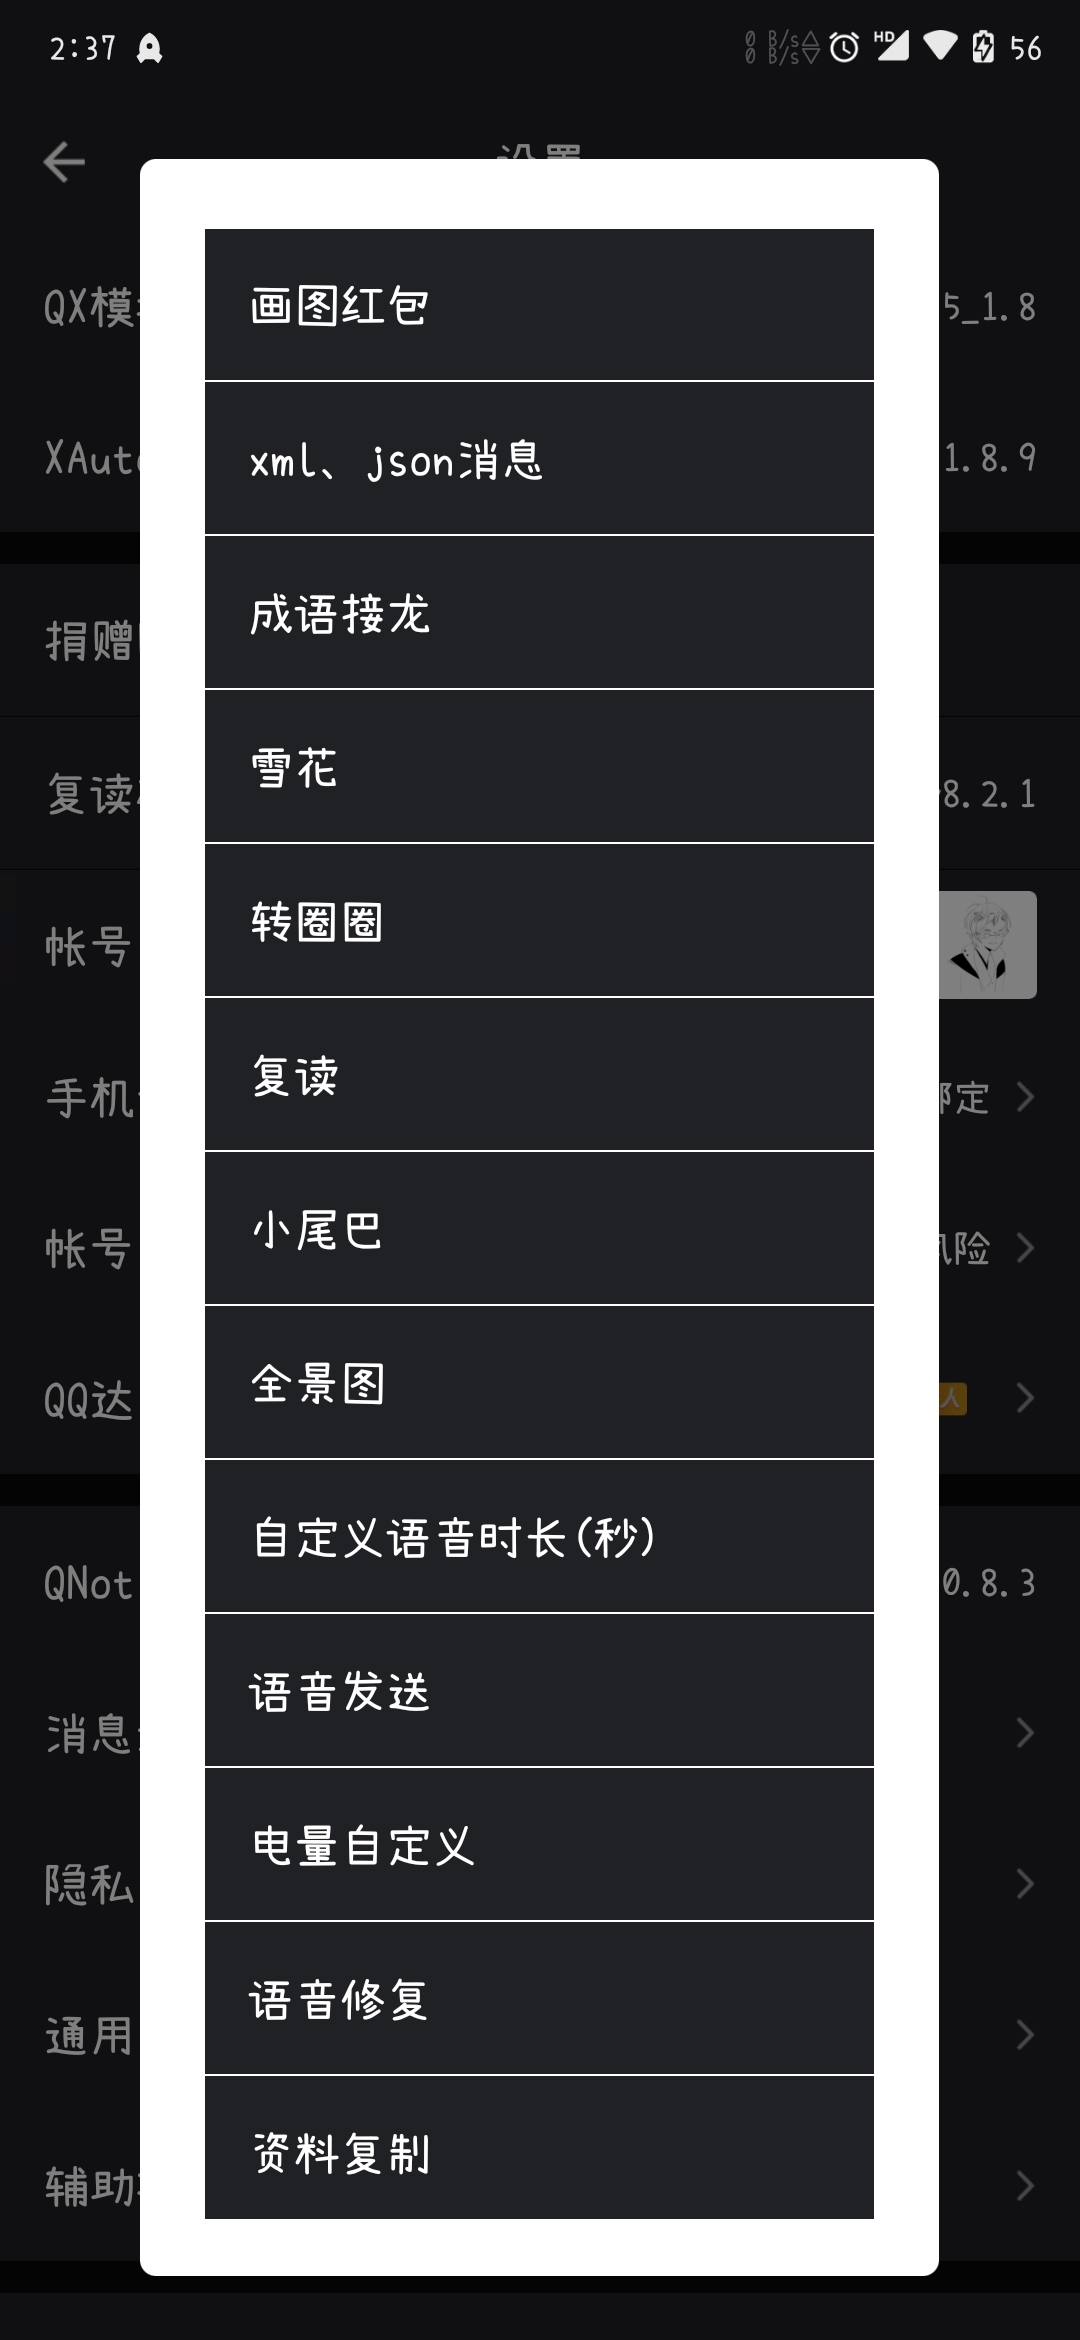 2:37
0 B/s
0 B/s
HD
56
QX模
5_1.8
XAuto
1.8.9
捐赠
复读
8.2.1
帐号
手机
绑定
帐号
风险
QQ达
人
QNot
0.8.3
消息
隐私
通用
辅助
画图红包
xml、json消息
成语接龙
雪花
转圈圈
复读
小尾巴
全景图
自定义语音时长(秒)
语音发送
电量自定义
语音修复
资料复制